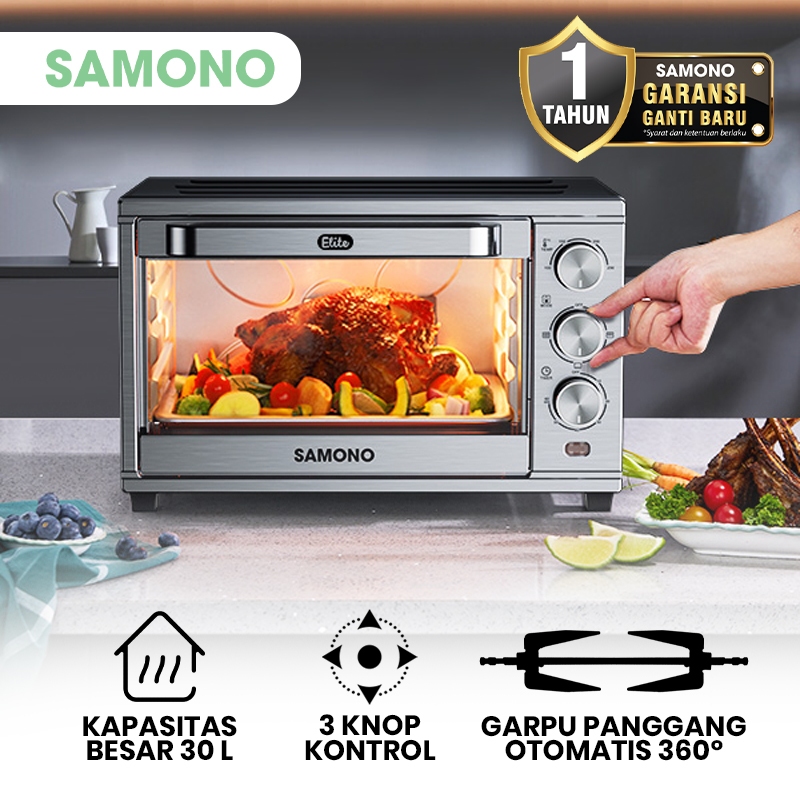 SAMONO
1
TAHUN
SAMONO
GARANSI
GANTI BARU
*Syarat dan ketentuan berlaku
Elite
SAMONO
KAPASITAS
BESAR 30 L
3 KNOP
KONTROL
GARPU PANGGANG
OTOMATIS 360°